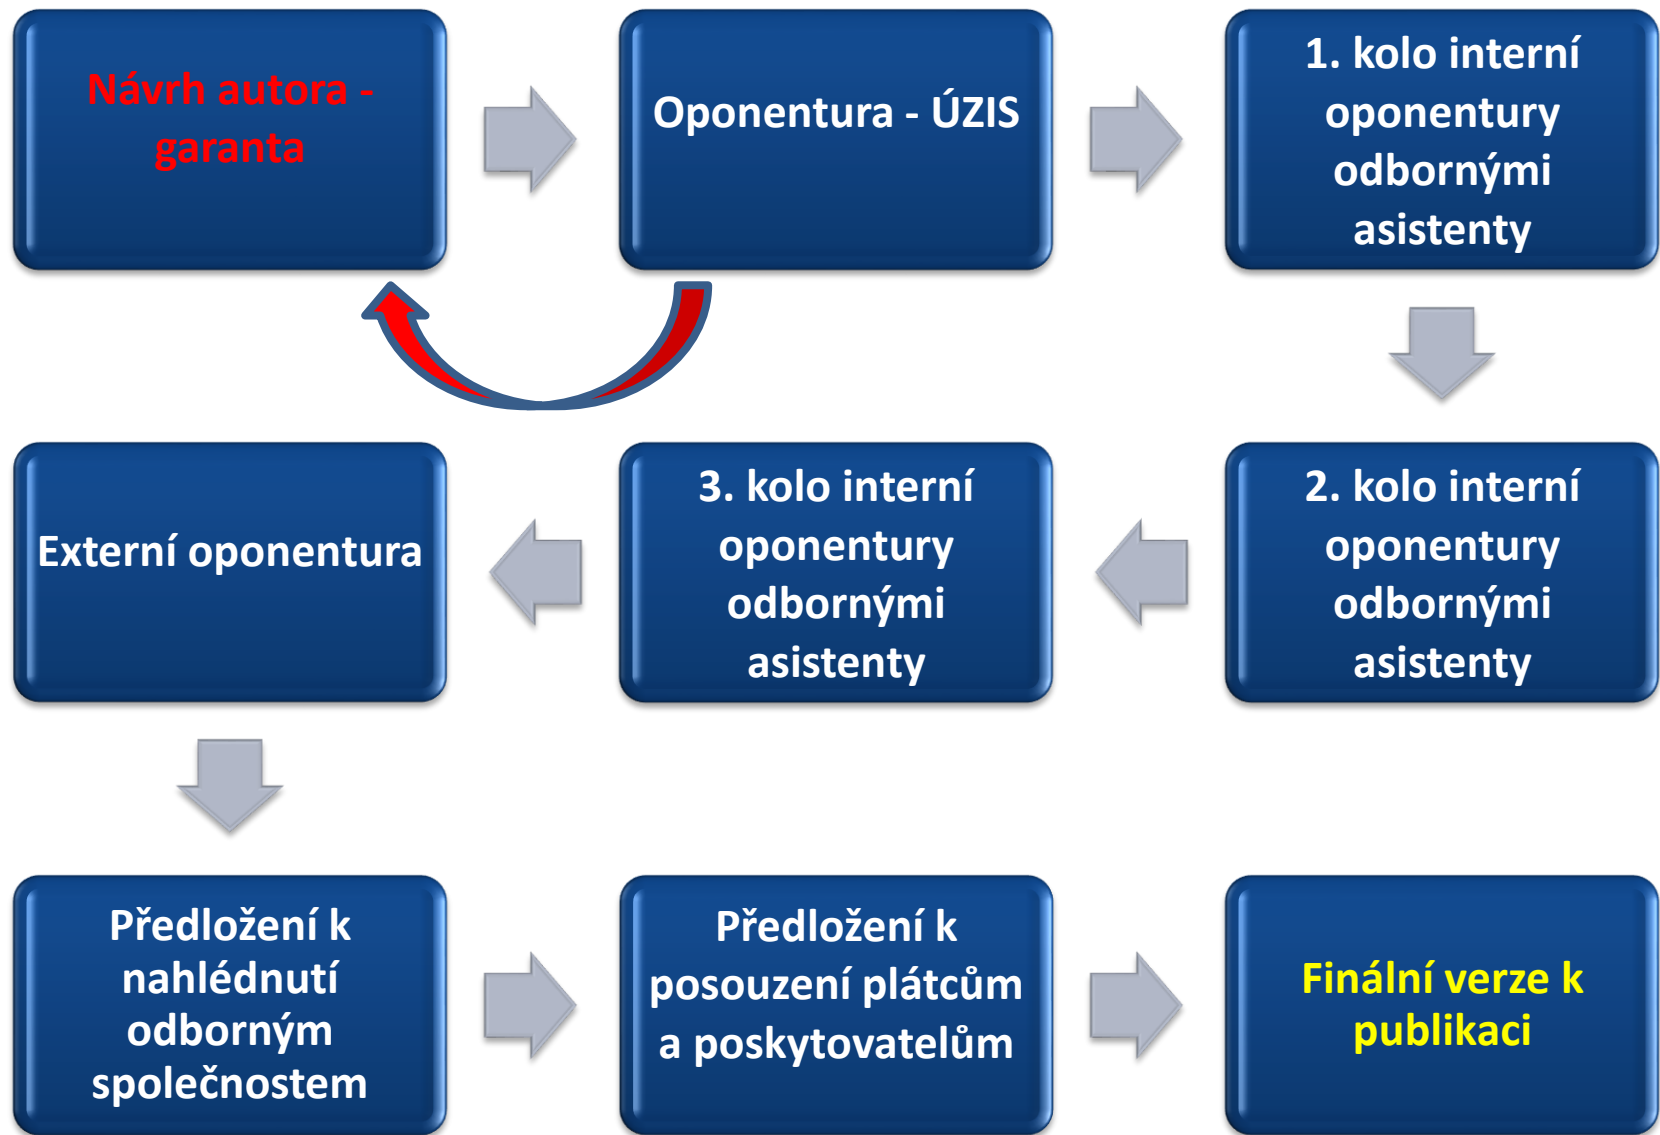 Návrh autora -
garanta
Oponentura - ÚZIS
1. kolo interní
oponentury
odbornými
asistenty
2. kolo interní
oponentury
odbornými
asistenty
3. kolo interní
oponentury
odbornými
asistenty
Externí oponentura
Předložení k
nahlédnutí
odborným
společnostem
Předložení k
posouzení plátcům
a poskytovatelům
Finální verze k
publikaci